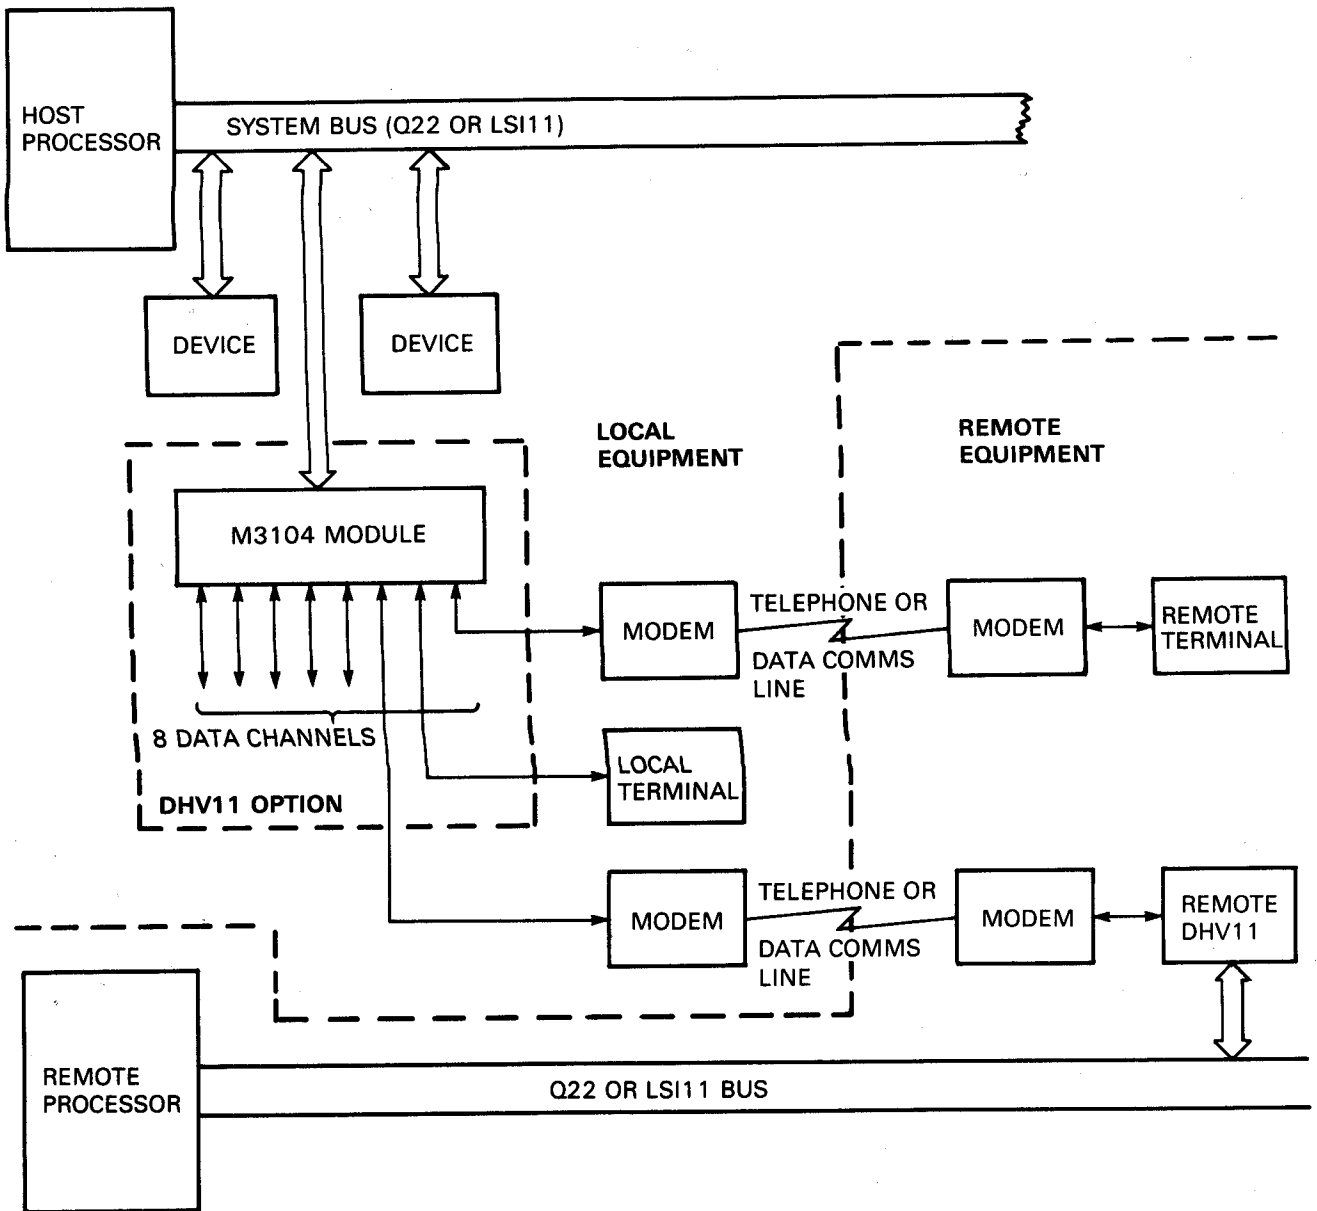 HOST
PROCESSOR
SYSTEM BUS (Q22 OR LSI11)
DEVICE
DEVICE
LOCAL
EQUIPMENT
REMOTE
EQUIPMENT
M3104 MODULE
8 DATA CHANNELS
DHV11 OPTION
MODEM
TELEPHONE OR
DATA COMMS
LINE
MODEM
REMOTE
TERMINAL
LOCAL
TERMINAL
MODEM
TELEPHONE OR
DATA COMMS
LINE
MODEM
REMOTE
DHV11
REMOTE
PROCESSOR
Q22 OR LSI11 BUS